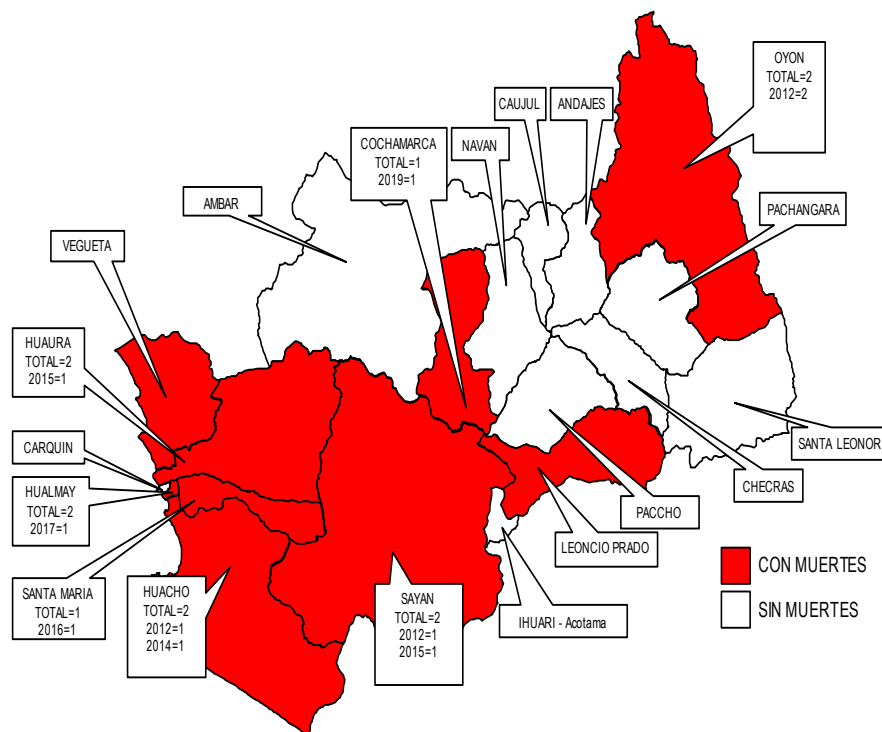 OYON
TOTAL=2
2012=2
CAUJUL
ANDAJES
COCHAMARCA
TOTAL=1
2019=1
NAVAN
AMBAR
PACHANGARA
VEGUETA
HUAURA
TOTAL=2
2015=1
CARQUIN
SANTA LEONOR
HUALMAY
TOTAL=2
2017=1
CHECRAS
PACCHO
LEONCIO PRADO
SANTA MARIA
TOTAL=1
2016=1
HUACHO
TOTAL=2
2012=1
2014=1
SAYAN
TOTAL=2
2012=1
2015=1
IHUARI - Acotama
CON MUERTES
SIN MUERTES